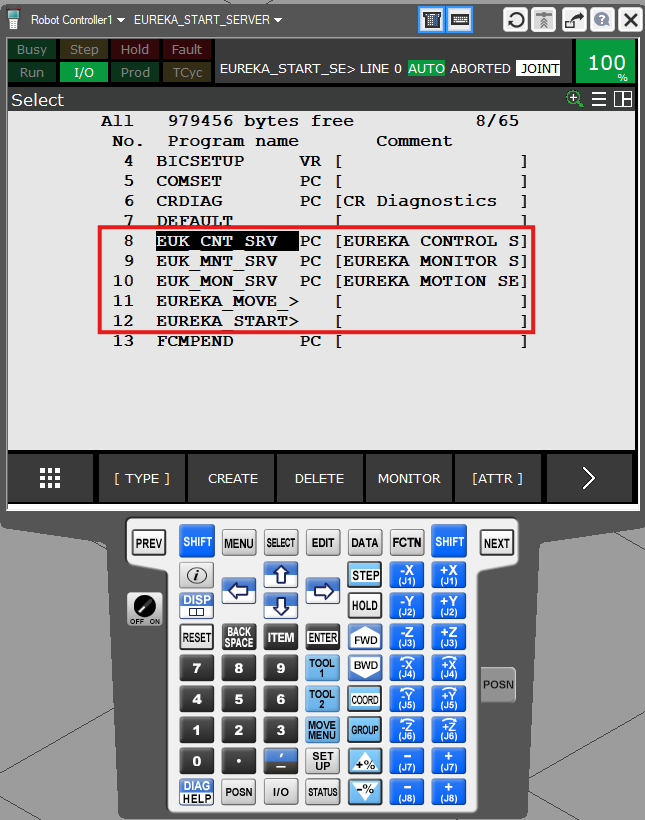 Robot Controller1 EUREKA_START_SERVER
Busy Step Hold Fault
Run I/O Prod TCyc
EUREKA_START_SE> LINE 0 AUTO ABORTED JOINT
100 %
Select
All 979456 bytes free 8/65
No. Program name Comment
4 BICSETUP VR [ ]
5 COMSET PC [ ]
6 CRDIAG PC [CR Diagnostics ]
7 DEFAULT [ ]
8 EUK_CNT_SRV PC [EUREKA CONTROL S]
9 EUK_MNT_SRV PC [EUREKA MONITOR S]
10 EUK_MON_SRV PC [EUREKA MOTION SE]
11 EUREKA_MOVE_> [ ]
12 EUREKA_START> [ ]
13 FCMPEND PC [ ]
[ TYPE ] CREATE DELETE MONITOR [ATTR ] >
PREV SHIFT MENU SELECT EDIT DATA FCTN SHIFT NEXT
i STEP -X (J1) +X (J1)
DISP HOLD -Y (J2) +Y (J2)
OFF ON
RESET BACK SPACE ITEM ENTER FWD -Z (J3) +Z (J3)
7 8 9 TOOL 1 BWD -X (J4) +X (J4)
4 5 6 TOOL 2 COORD -Y (J5) +Y (J5)
POSN
1 2 3 MOVE MENU GROUP -Z (J6) +Z (J6)
0 . , - SET UP +% - (J7) + (J7)
DIAG HELP POSN I/O STATUS -% - (J8) + (J8)